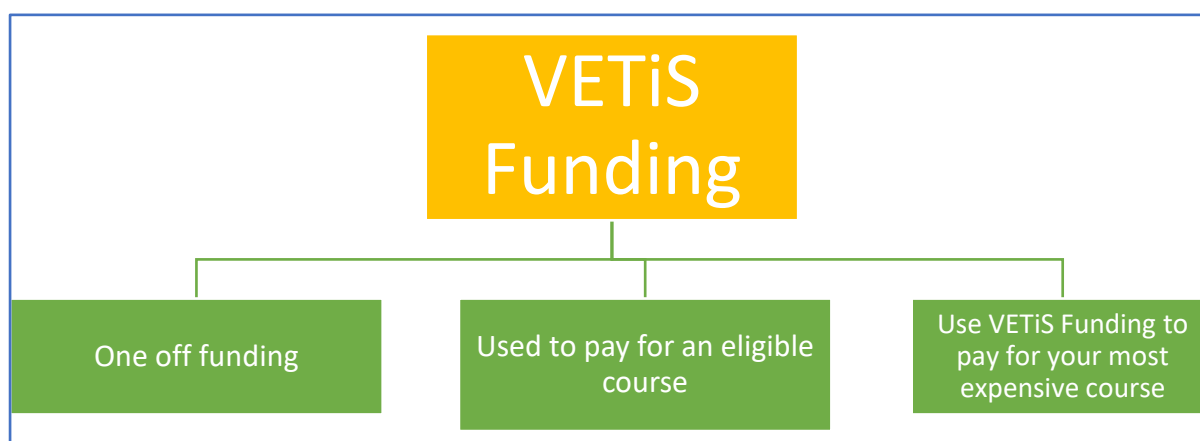 VETiS
Funding
One off funding
Used to pay for an eligible
course
Use VETiS Funding to
pay for your most
expensive course